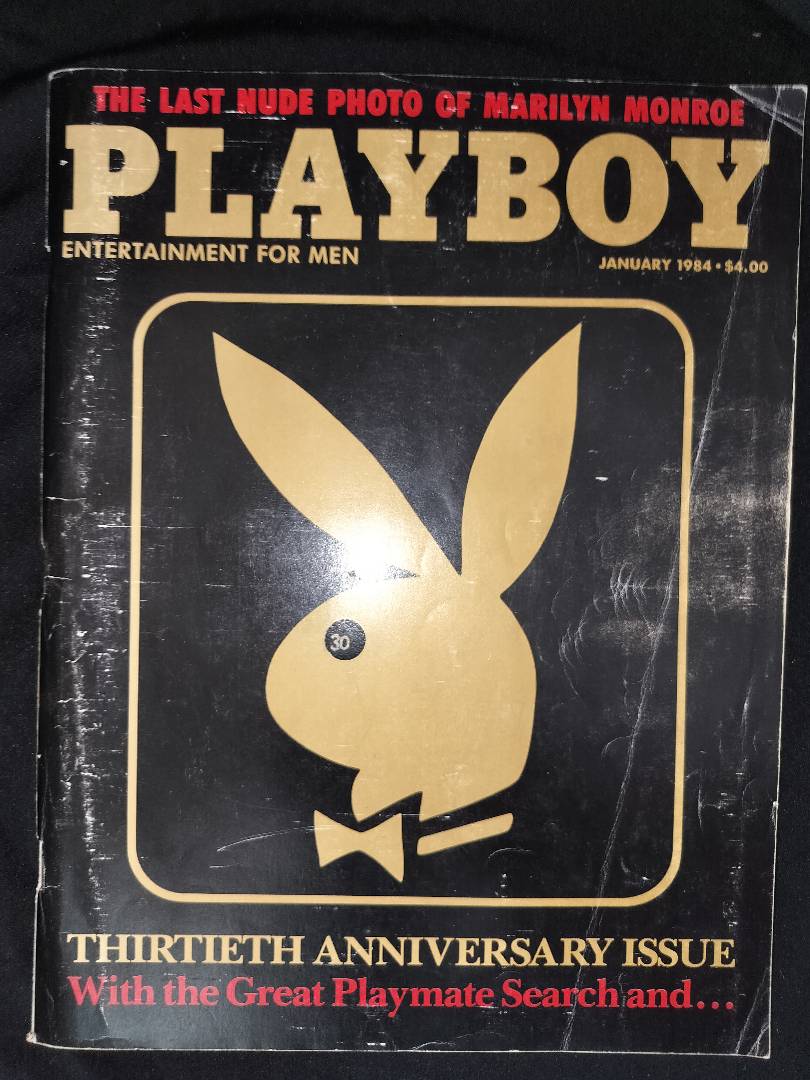 THE LAST NUDE PHOTO OF MARILYN MONROE
PLAYBOY
ENTERTAINMENT FOR MEN
JANUARY 1984 • $4.00
30
THIRTIETH ANNIVERSARY ISSUE
With the Great Playmate Search and...